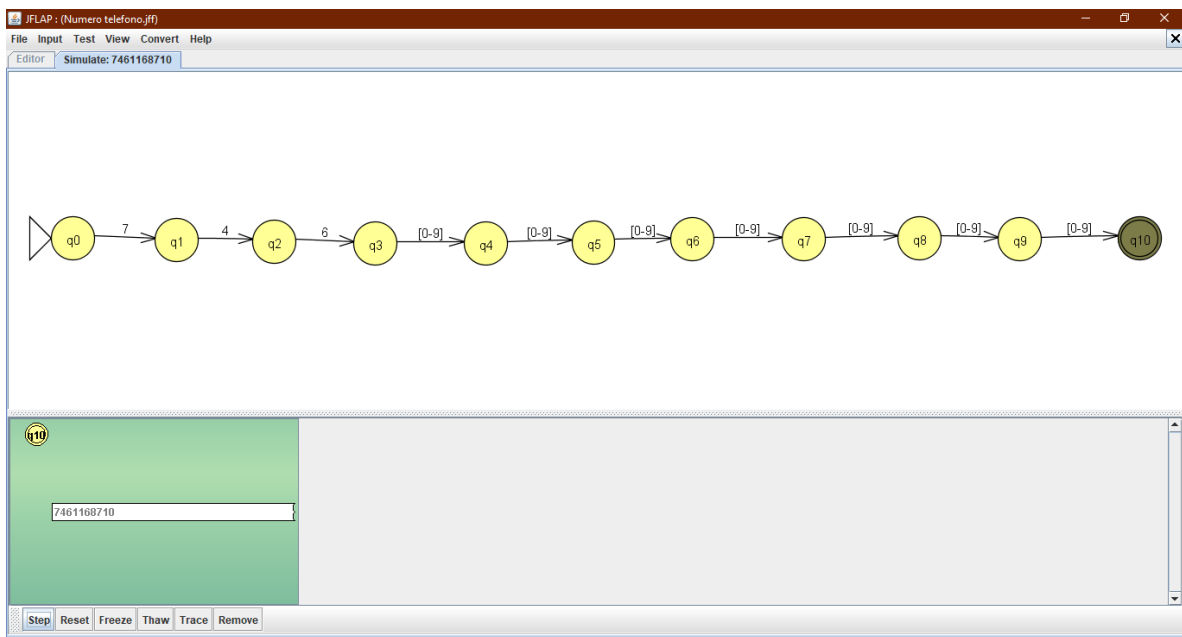 JFLAP : (Numero telefono.jff)
File Input Test View Convert Help
Editor Simulate: 7461168710
7 4 6 [0-9] [0-9] [0-9] [0-9] [0-9] [0-9] [0-9]
q0 q1 q2 q3 q4 q5 q6 q7 q8 q9 q10
q10
7461168710
Step Reset Freeze Thaw Trace Remove